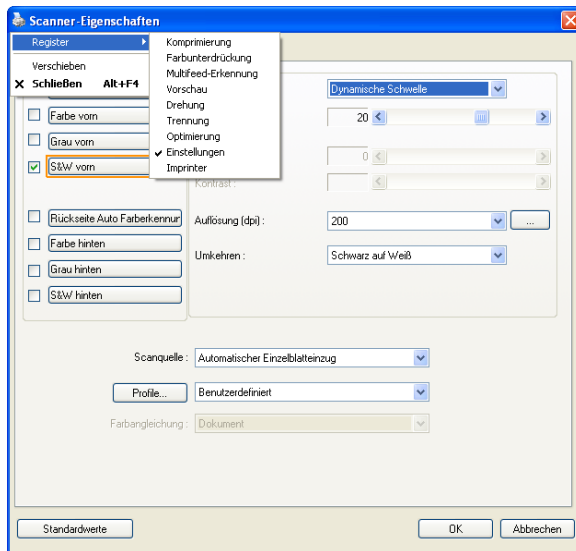 Scanner-Eigenschaften
Register
Verschieben
Schließen Alt+F4
Komprimierung
Farbunterdrückung
Multifeed-Erkennung
Vorschau
Drehung
Trennung
Optimierung
Einstellungen
Imprinter
Dynamische Schwelle
Farbe vorn
20
Grau vorn
S&W vorn
0
Kontrast :
Rückseite Auto Farberkennur
Auflösung (dpi) :
200
...
Farbe hinten
Umkehren :
Schwarz auf Weiß
Grau hinten
S&W hinten
Scanquelle :
Automatischer Einzelblatteinzug
Profile...
Benutzerdefiniert
Farbangleichung :
Dokument
Standardwerte
OK
Abbrechen